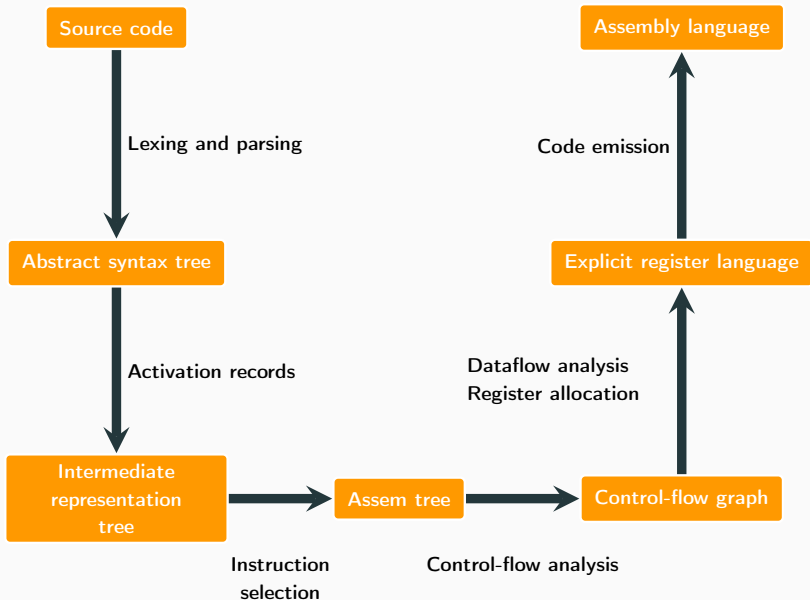 Source code
Assembly language
Lexing and parsing
Code emission
Abstract syntax tree
Explicit register language
Activation records
Dataflow analysis
Register allocation
Intermediate
representation
tree
Assem tree
Control-flow graph
Instruction
selection
Control-flow analysis